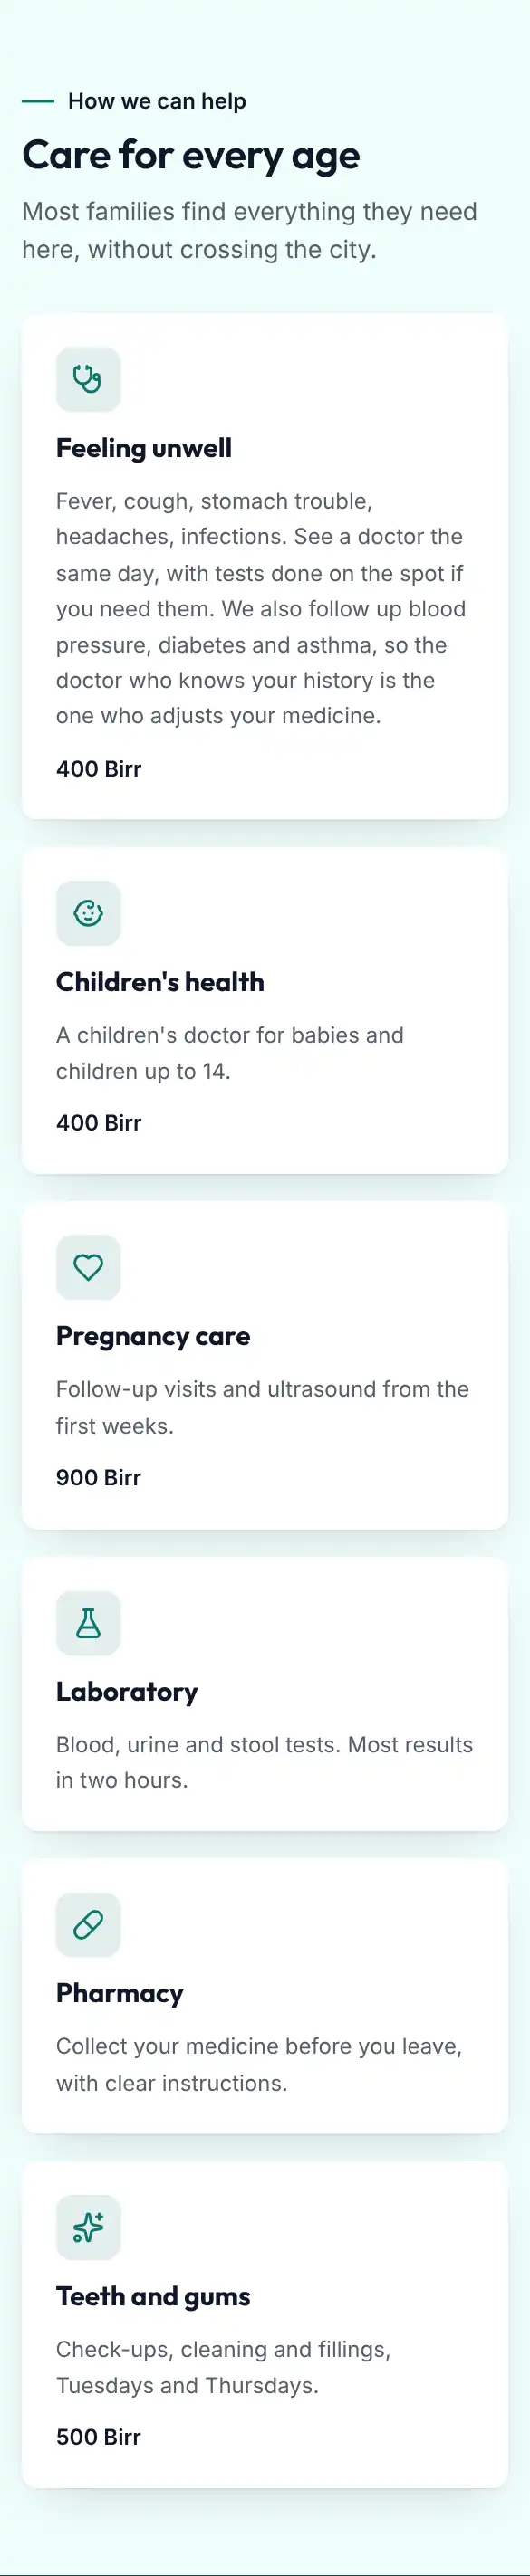 How we can help
Care for every age
Most families find everything they need
here, without crossing the city.
Feeling unwell
Fever, cough, stomach trouble,
headaches, infections. See a doctor the
same day, with tests done on the spot if
you need them. We also follow up blood
pressure, diabetes and asthma, so the
doctor who knows your history is the
one who adjusts your medicine.
400 Birr
Children's health
A children's doctor for babies and
children up to 14.
400 Birr
Pregnancy care
Follow-up visits and ultrasound from the
first weeks.
900 Birr
Laboratory
Blood, urine and stool tests. Most results
in two hours.
Pharmacy
Collect your medicine before you leave,
with clear instructions.
Teeth and gums
Check-ups, cleaning and fillings,
Tuesdays and Thursdays.
500 Birr